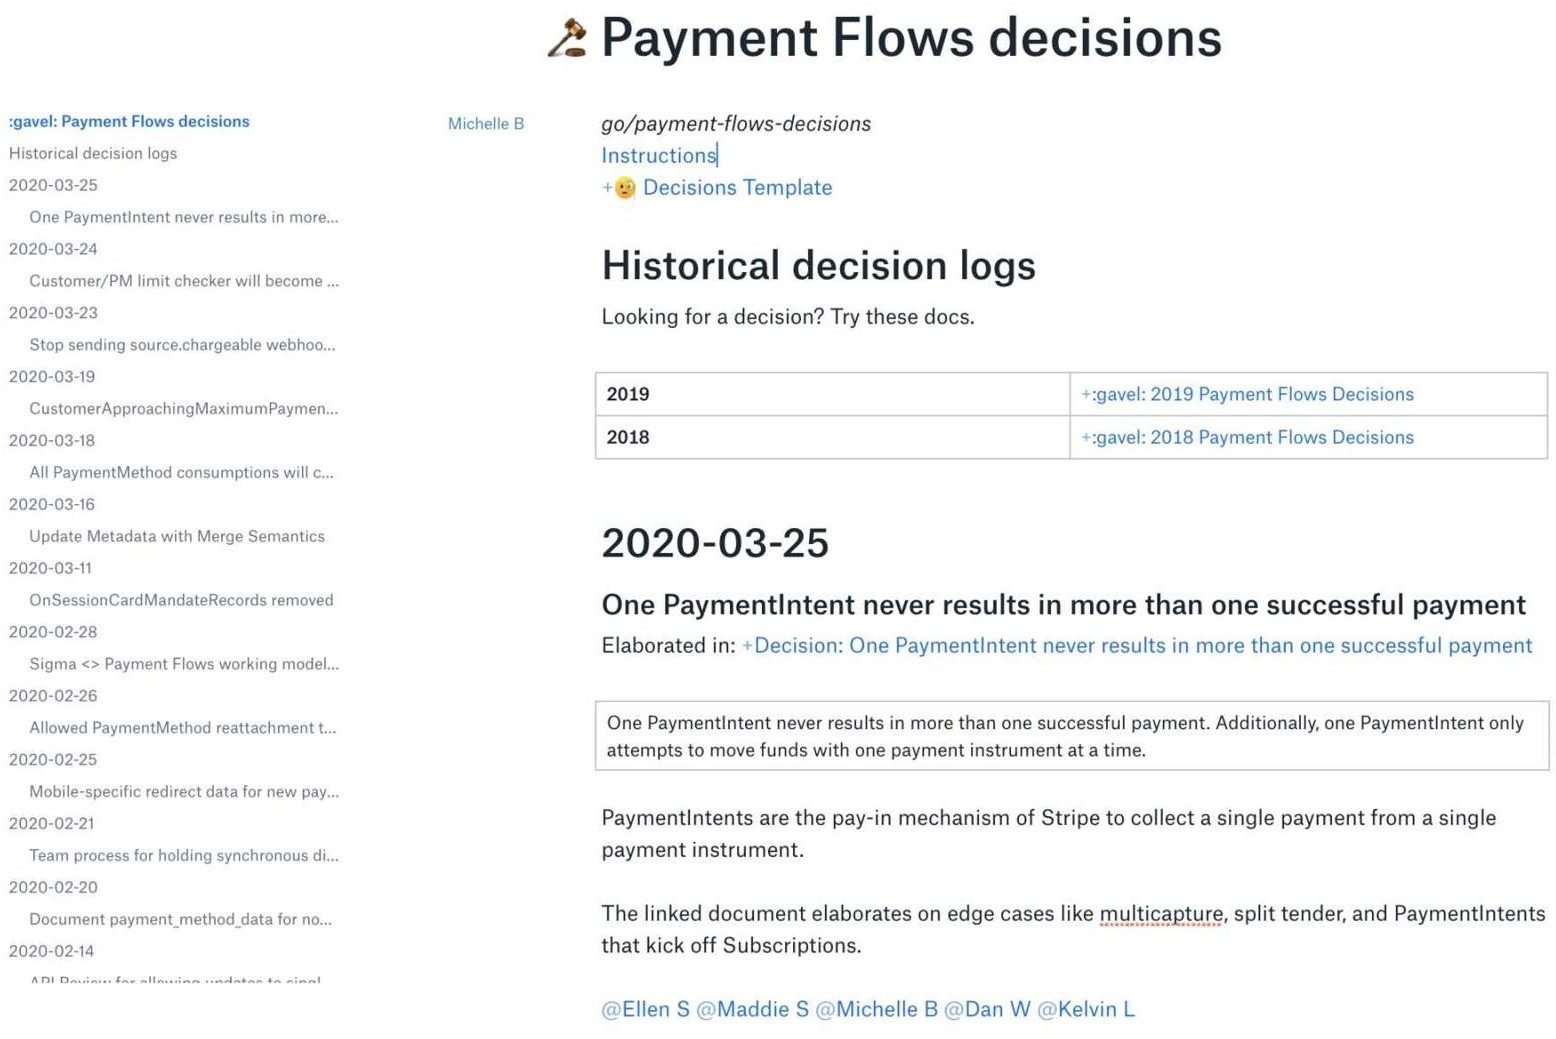 Payment Flows decisions
:gavel: Payment Flows decisions
Historical decision logs
2020-03-25
One PaymentIntent never results in more...
2020-03-24
Customer/PM limit checker will become ...
2020-03-23
Stop sending source.chargeable webhoo...
2020-03-19
CustomerApproachingMaximumPaymen...
2020-03-18
All PaymentMethod consumptions will c...
2020-03-16
Update Metadata with Merge Semantics
2020-03-11
OnSessionCardMandateRecords removed
2020-02-28
Sigma <> Payment Flows working model...
2020-02-26
Allowed PaymentMethod reattachment t...
2020-02-25
Mobile-specific redirect data for new pay...
2020-02-21
Team process for holding synchronous di...
2020-02-20
Document payment_method_data for no...
2020-02-14
API Review for allowing updates to singl
Michelle B
go/payment-flows-decisions
Instructions
+🧐 Decisions Template
Historical decision logs
Looking for a decision? Try these docs.
2019 +:gavel: 2019 Payment Flows Decisions
2018 +:gavel: 2018 Payment Flows Decisions
2020-03-25
One PaymentIntent never results in more than one successful payment
Elaborated in: +Decision: One PaymentIntent never results in more than one successful payment
One PaymentIntent never results in more than one successful payment. Additionally, one PaymentIntent only
attempts to move funds with one payment instrument at a time.
PaymentIntents are the pay-in mechanism of Stripe to collect a single payment from a single
payment instrument.
The linked document elaborates on edge cases like multicapture, split tender, and PaymentIntents
that kick off Subscriptions.
@Ellen S @Maddie S @Michelle B @Dan W @Kelvin L